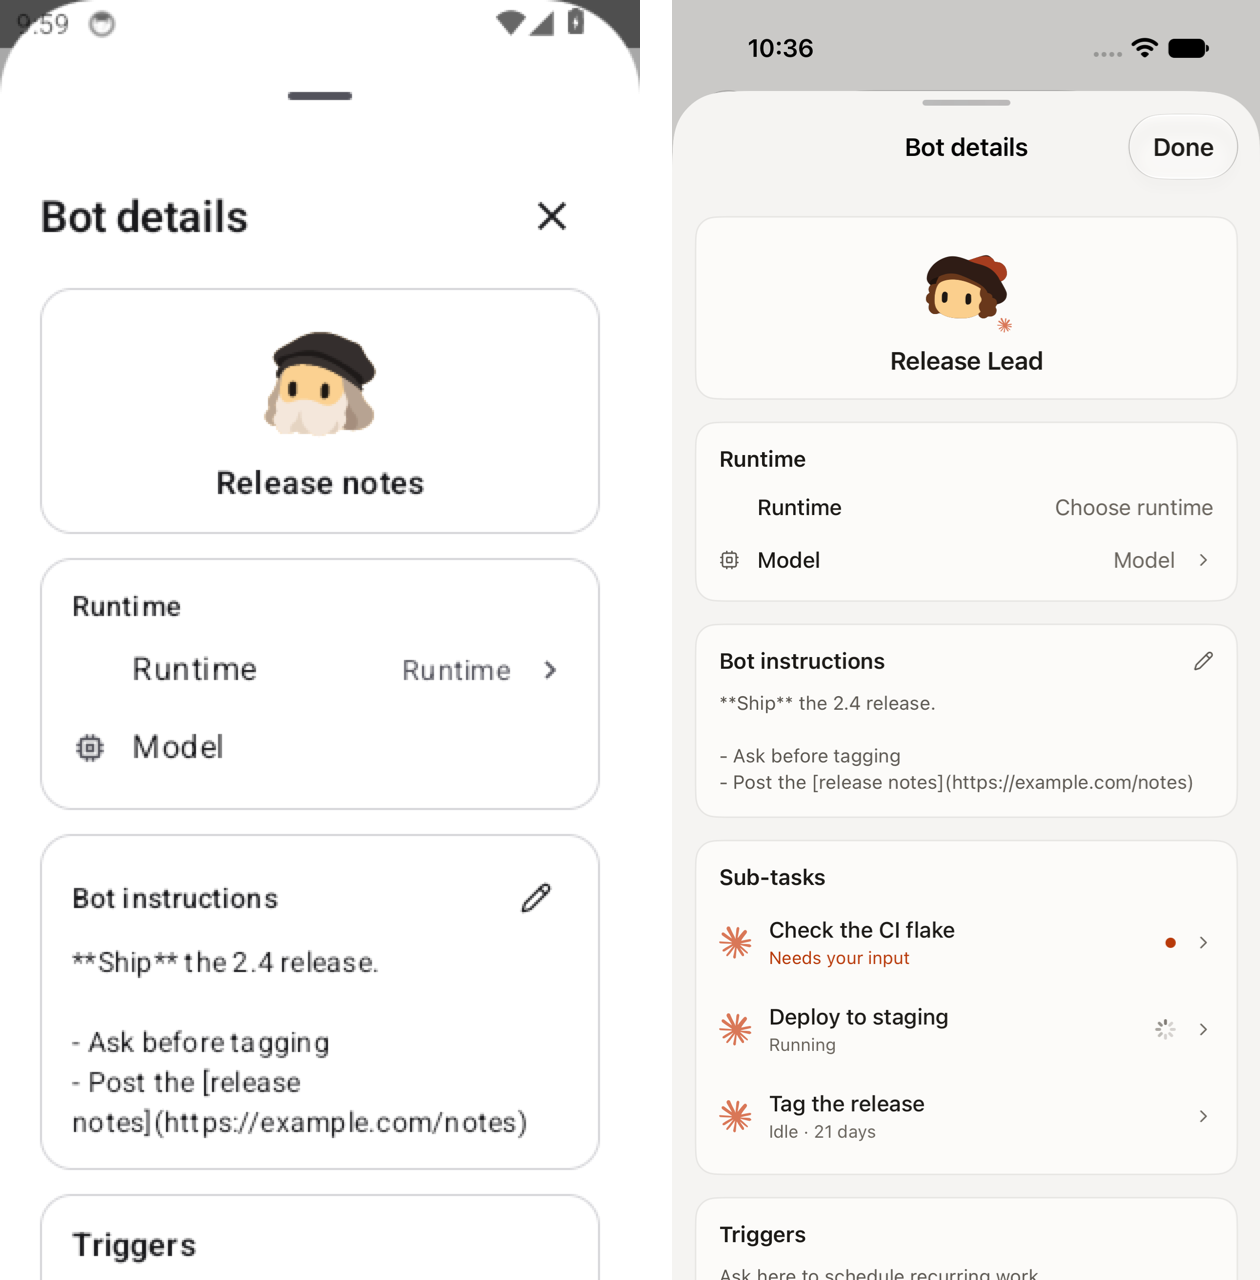 9:59
Bot details
Release notes
Runtime
Runtime Runtime
Model
Bot instructions
**Ship** the 2.4 release.
- Ask before tagging
- Post the [release
notes](https://example.com/notes)
Triggers
10:36
Bot details Done
Release Lead
Runtime
Runtime Choose runtime
Model Model
Bot instructions
**Ship** the 2.4 release.
- Ask before tagging
- Post the [release notes](https://example.com/notes)
Sub-tasks
Check the CI flake
Needs your input
Deploy to staging
Running
Tag the release
Idle · 21 days
Triggers
Ask here to schedule recurring work